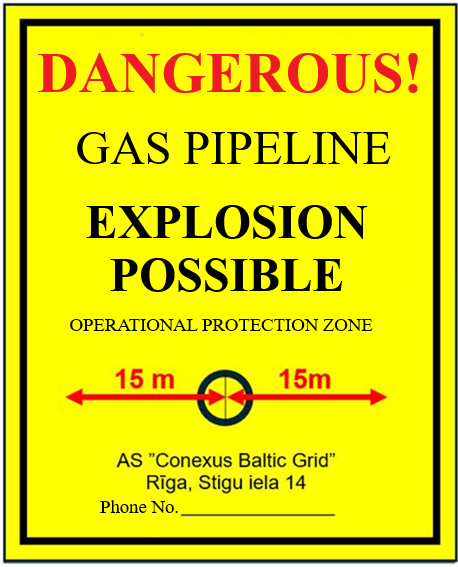 DANGEROUS!
GAS PIPELINE
EXPLOSION
POSSIBLE
OPERATIONAL PROTECTION ZONE
15 m 15m
AS ”Conexus Baltic Grid”
Rīga, Stigu iela 14
Phone No. ________________